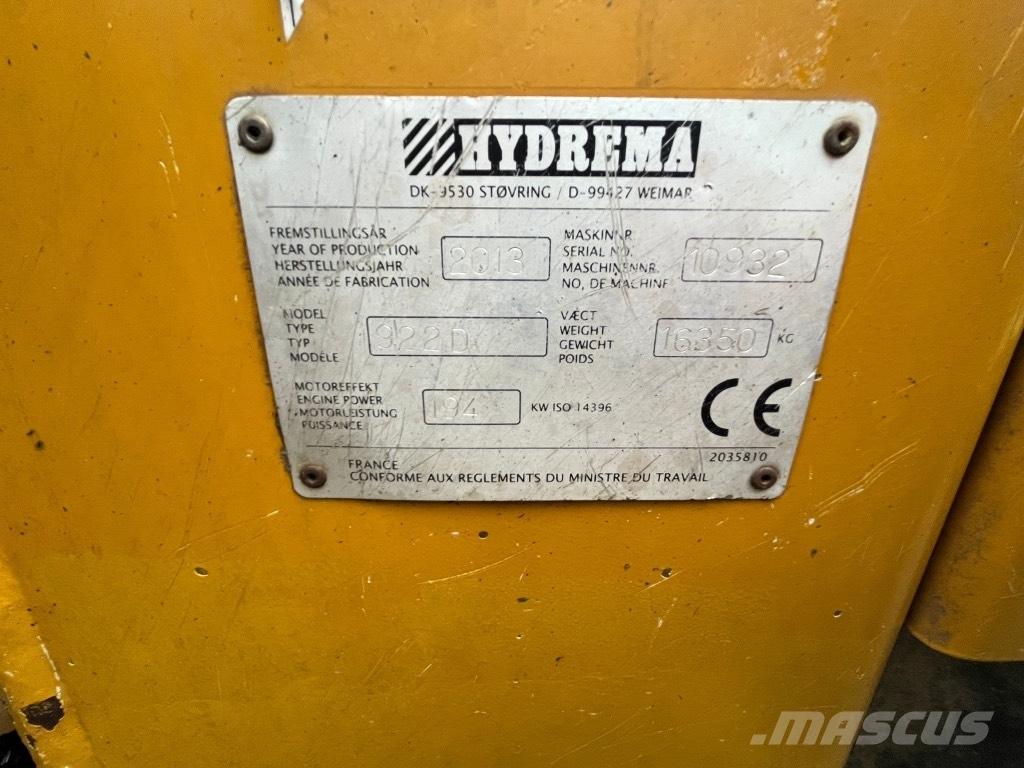 HYDREMA
DK-9530 STØVRING / D-99427 WEIMAR
FREMSTILLINGSÅR
YEAR OF PRODUCTION
HERSTELLUNGSJAHR
ANNÉE DE FABRICATION
2013
MASKINNR.
SERIAL NO.
MASCHINENNR.
NO, DE MACHINE
10932
MODEL
TYPE
TYP
MODÈLE
922D
VÆGT
WEIGHT
GEWICHT
POIDS
16350 KG
MOTOREFFEKT
ENGINE POWER
MOTORLEISTUNG
PUISSANCE
194 KW ISO 14396
CE
2035810
FRANCE
CONFORME AUX REGLEMENTS DU MINISTRE DU TRAVAIL
MASCUS